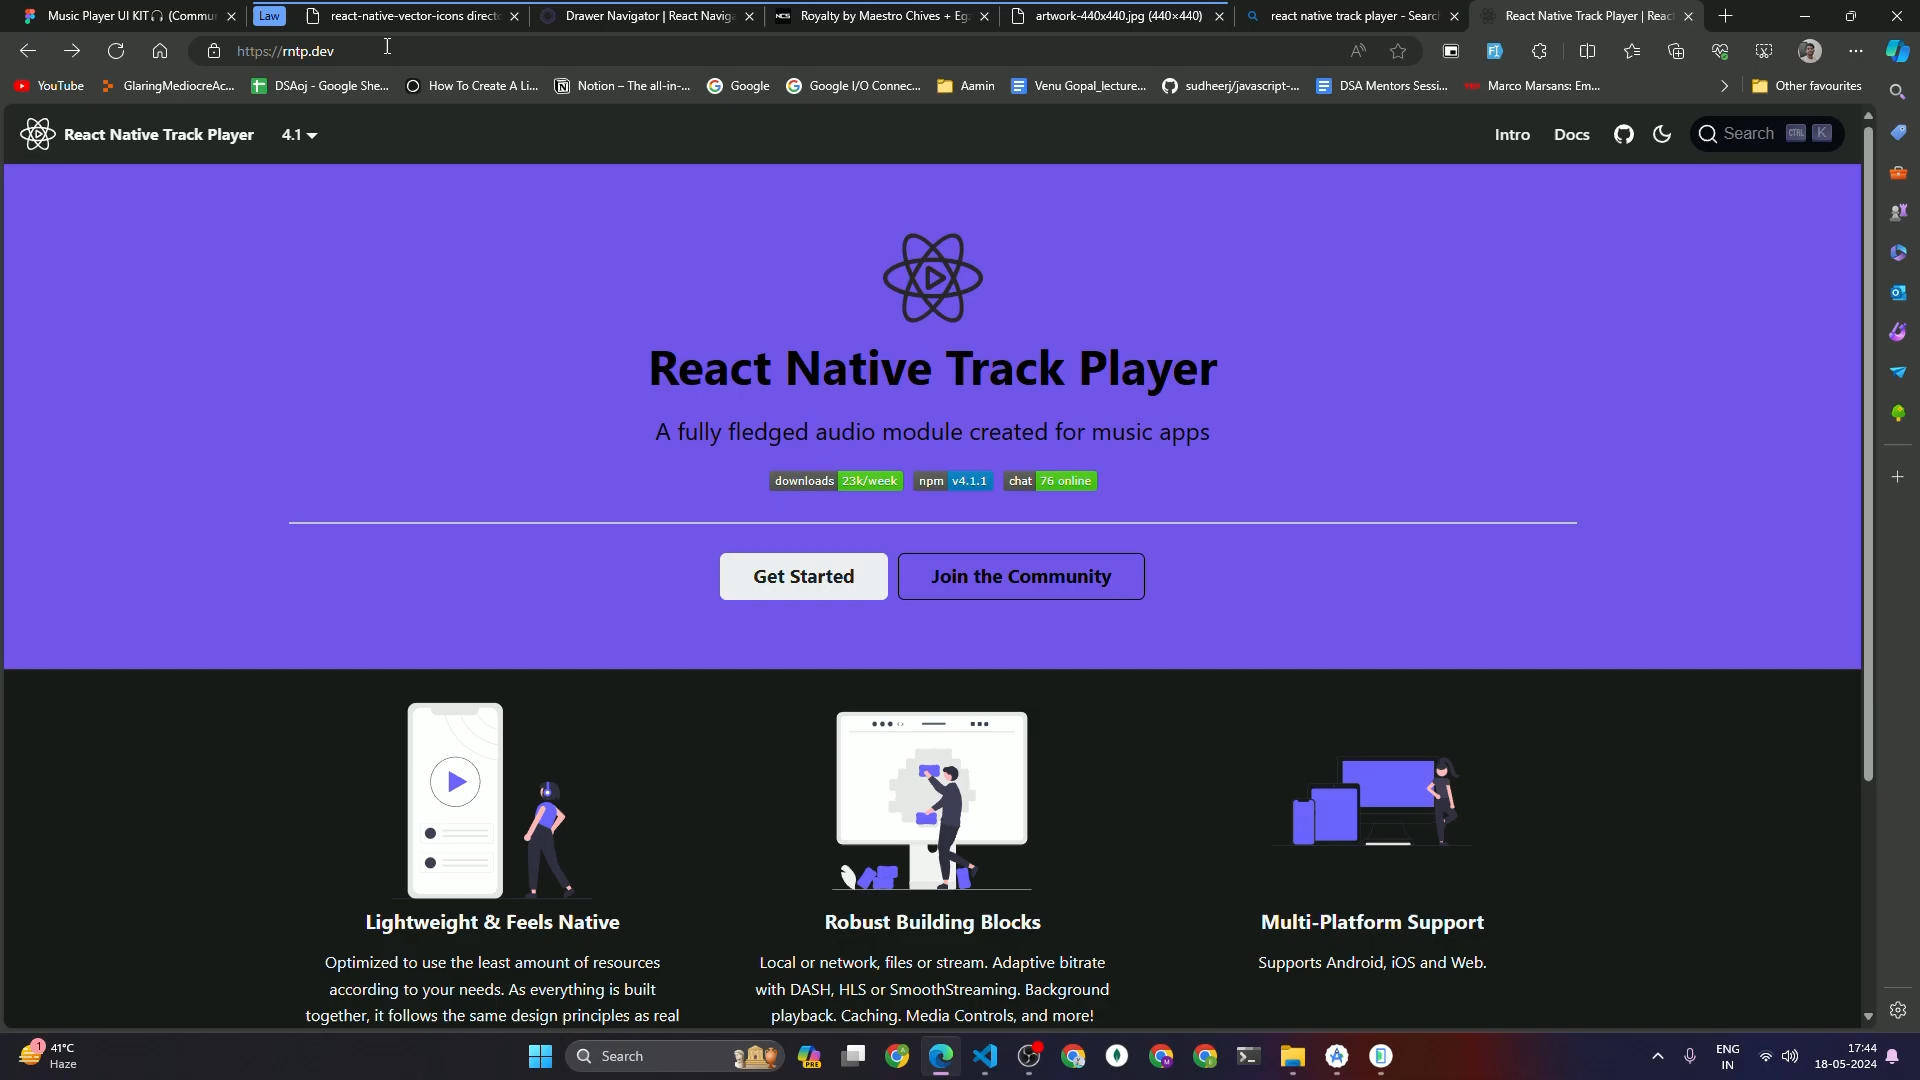 Music Player UI KIT🎧 (Commu
Law
react-native-vector-icons directo
Drawer Navigator | React Naviga
NCS
Royalty by Maestro Chives + Eg
artwork-440x440.jpg (440×440)
react native track player - Search
React Native Track Player | Reac
https://rntp.dev
YouTube
GlaringMediocreAc...
DSAoj - Google She...
How To Create A Li...
Notion – The all-in-...
Google
Google I/O Connec...
Aamin
Venu Gopal_lecture...
sudheerj/javascript-...
DSA Mentors Sessi...
Marco Marsans: Em...
Other favourites
React Native Track Player
4.1
Intro
Docs
Search
CTRL
K
React Native Track Player
A fully fledged audio module created for music apps
downloads 23k/week
npm v4.1.1
chat 76 online
Get Started
Join the Community
Lightweight & Feels Native
Robust Building Blocks
Multi-Platform Support
Optimized to use the least amount of resources
according to your needs. As everything is built
together, it follows the same design principles as real
Local or network, files or stream. Adaptive bitrate
with DASH, HLS or SmoothStreaming. Background
playback. Caching. Media Controls, and more!
Supports Android, iOS and Web.
1
41°C
Haze
Search
PRE
ENG
IN
17:44
18-05-2024